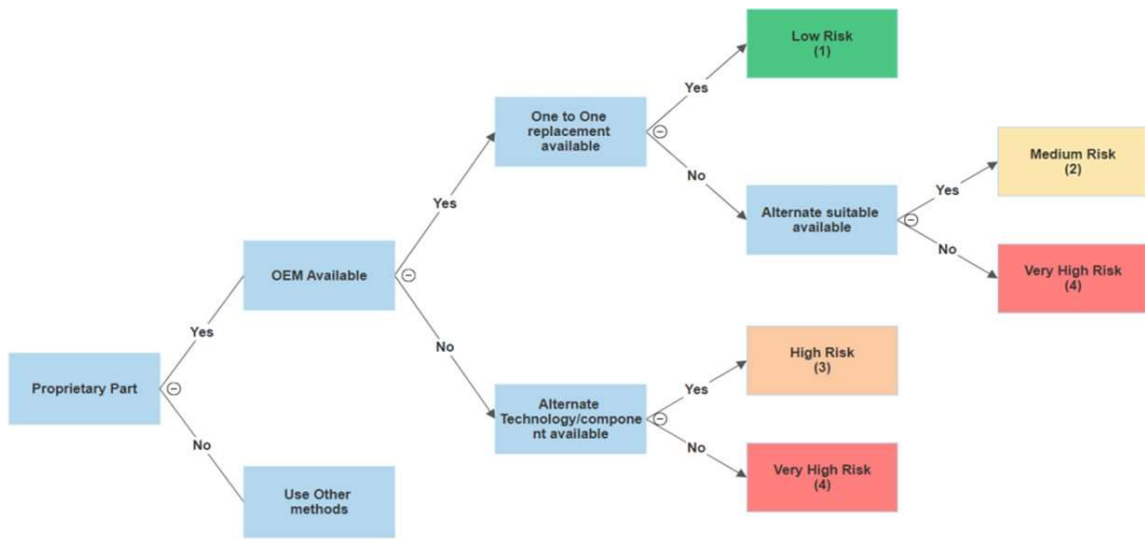 Low Risk
(1)
Yes
One to One
replacement
available
No
Medium Risk
(2)
Yes
Alternate suitable
available
No
Very High Risk
(4)
Yes
OEM Available
No
Yes
Proprietary Part
No
High Risk
(3)
Yes
Alternate
Technology/compone
nt available
No
Very High Risk
(4)
Use Other
methods